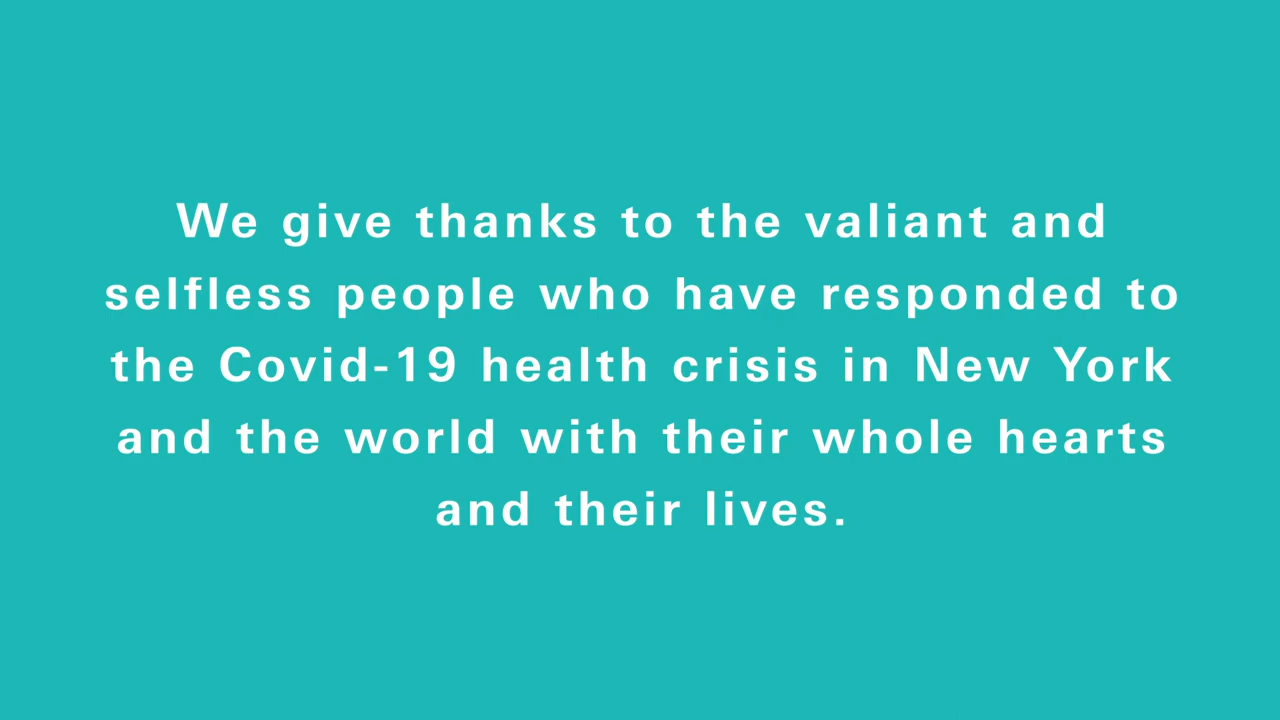 We give thanks to the valiant and
selfless people who have responded to
the Covid-19 health crisis in New York
and the world with their whole hearts
and their lives.